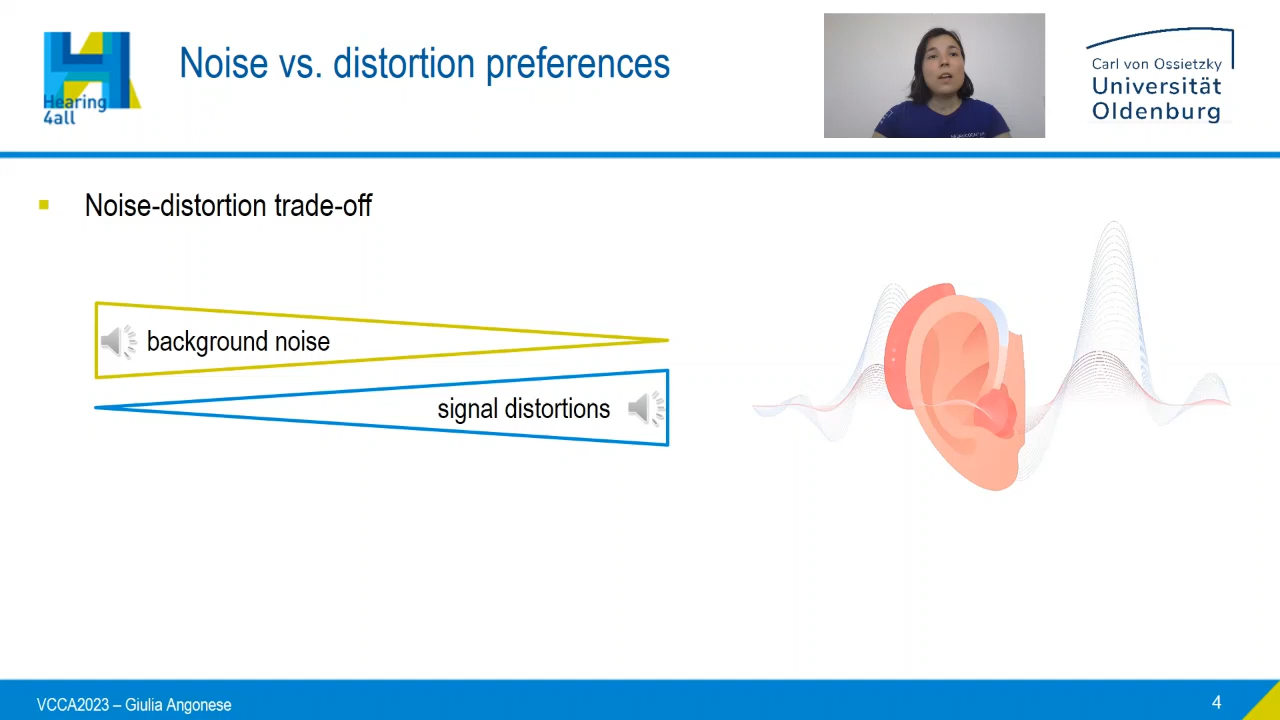 Hearing
4all
Noise vs. distortion preferences
Carl von Ossietzky
Universität
Oldenburg
Noise-distortion trade-off
background noise
signal distortions
VCCA2023 – Giulia Angonese
4